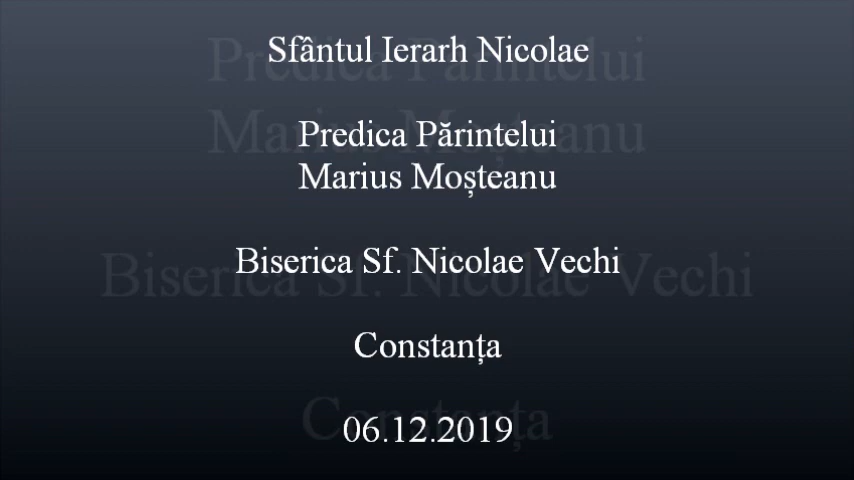 Sfântul Ierarh Nicolae
Predica Părintelui
Marius Moșteanu
Biserica Sf. Nicolae Vechi
Constanța
06.12.2019